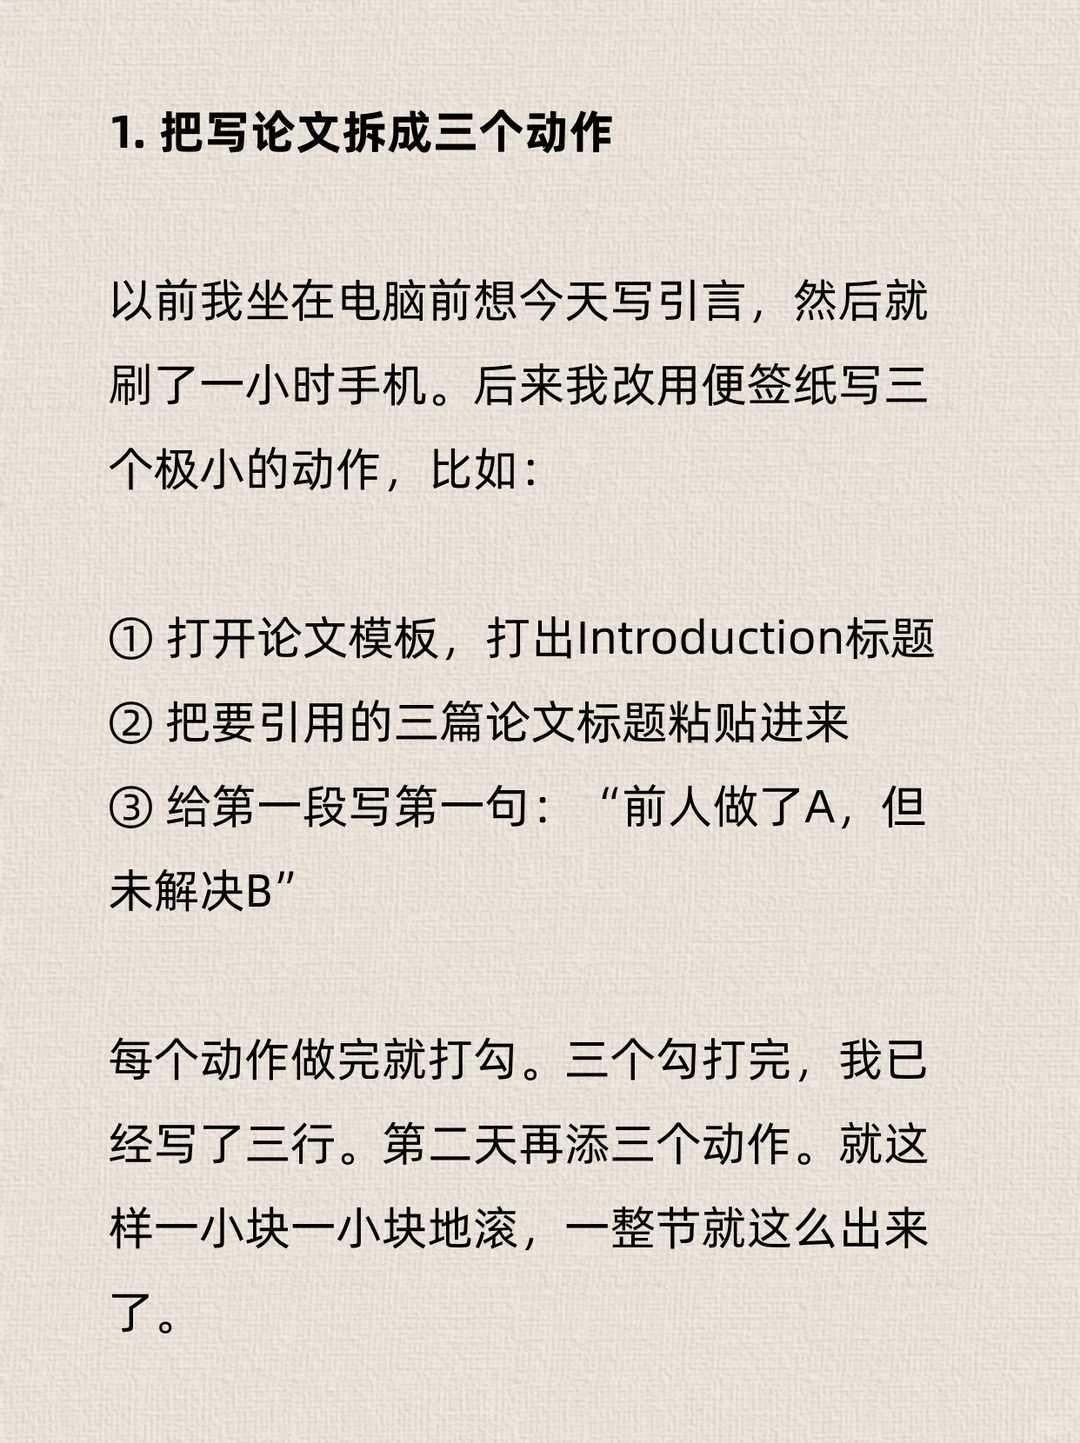 1. 把写论文拆成三个动作
以前我坐在电脑前想今天写引言，然后就
刷了一小时手机。后来我改用便签纸写三
个极小的动作，比如：
① 打开论文模板，打出Introduction标题
② 把要引用的三篇论文标题粘贴进来
③ 给第一段写第一句：“前人做了A，但
未解决B”
每个动作做完就打勾。三个勾打完，我已
经写了三行。第二天再添三个动作。就这
样一小块一小块地滚，一整节就这么出来
了。